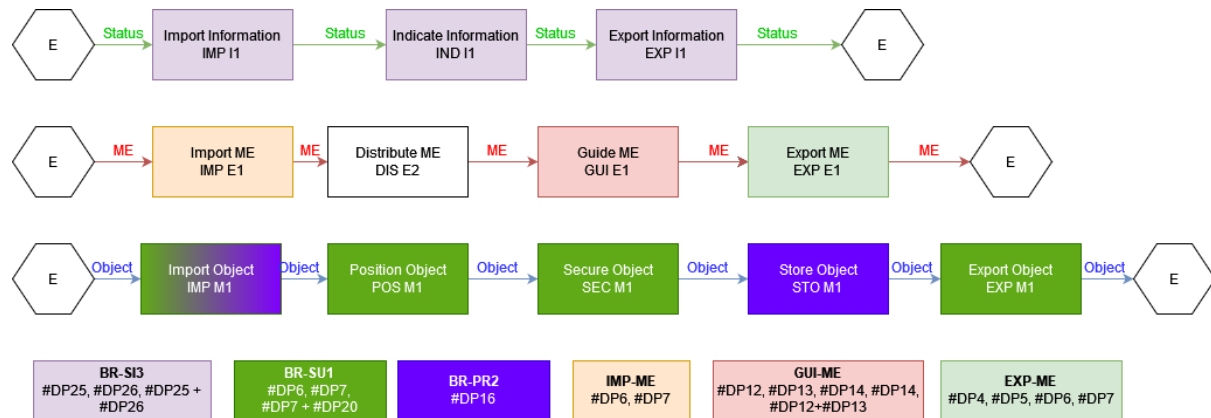 E
Status
Import Information
IMP I1
Status
Indicate Information
IND I1
Status
Export Information
EXP I1
Status
E
E
ME
Import ME
IMP E1
ME
Distribute ME
DIS E2
ME
Guide ME
GUI E1
ME
Export ME
EXP E1
ME
E
E
Object
Import Object
IMP M1
Object
Position Object
POS M1
Object
Secure Object
SEC M1
Object
Store Object
STO M1
Object
Export Object
EXP M1
Object
E
BR-SI3
#DP25, #DP26, #DP25 +
#DP26
BR-SU1
#DP6, #DP7,
#DP7 + #DP20
BR-PR2
#DP16
IMP-ME
#DP6, #DP7
GUI-ME
#DP12, #DP13, #DP14, #DP14,
#DP12+#DP13
EXP-ME
#DP4, #DP5, #DP6, #DP7